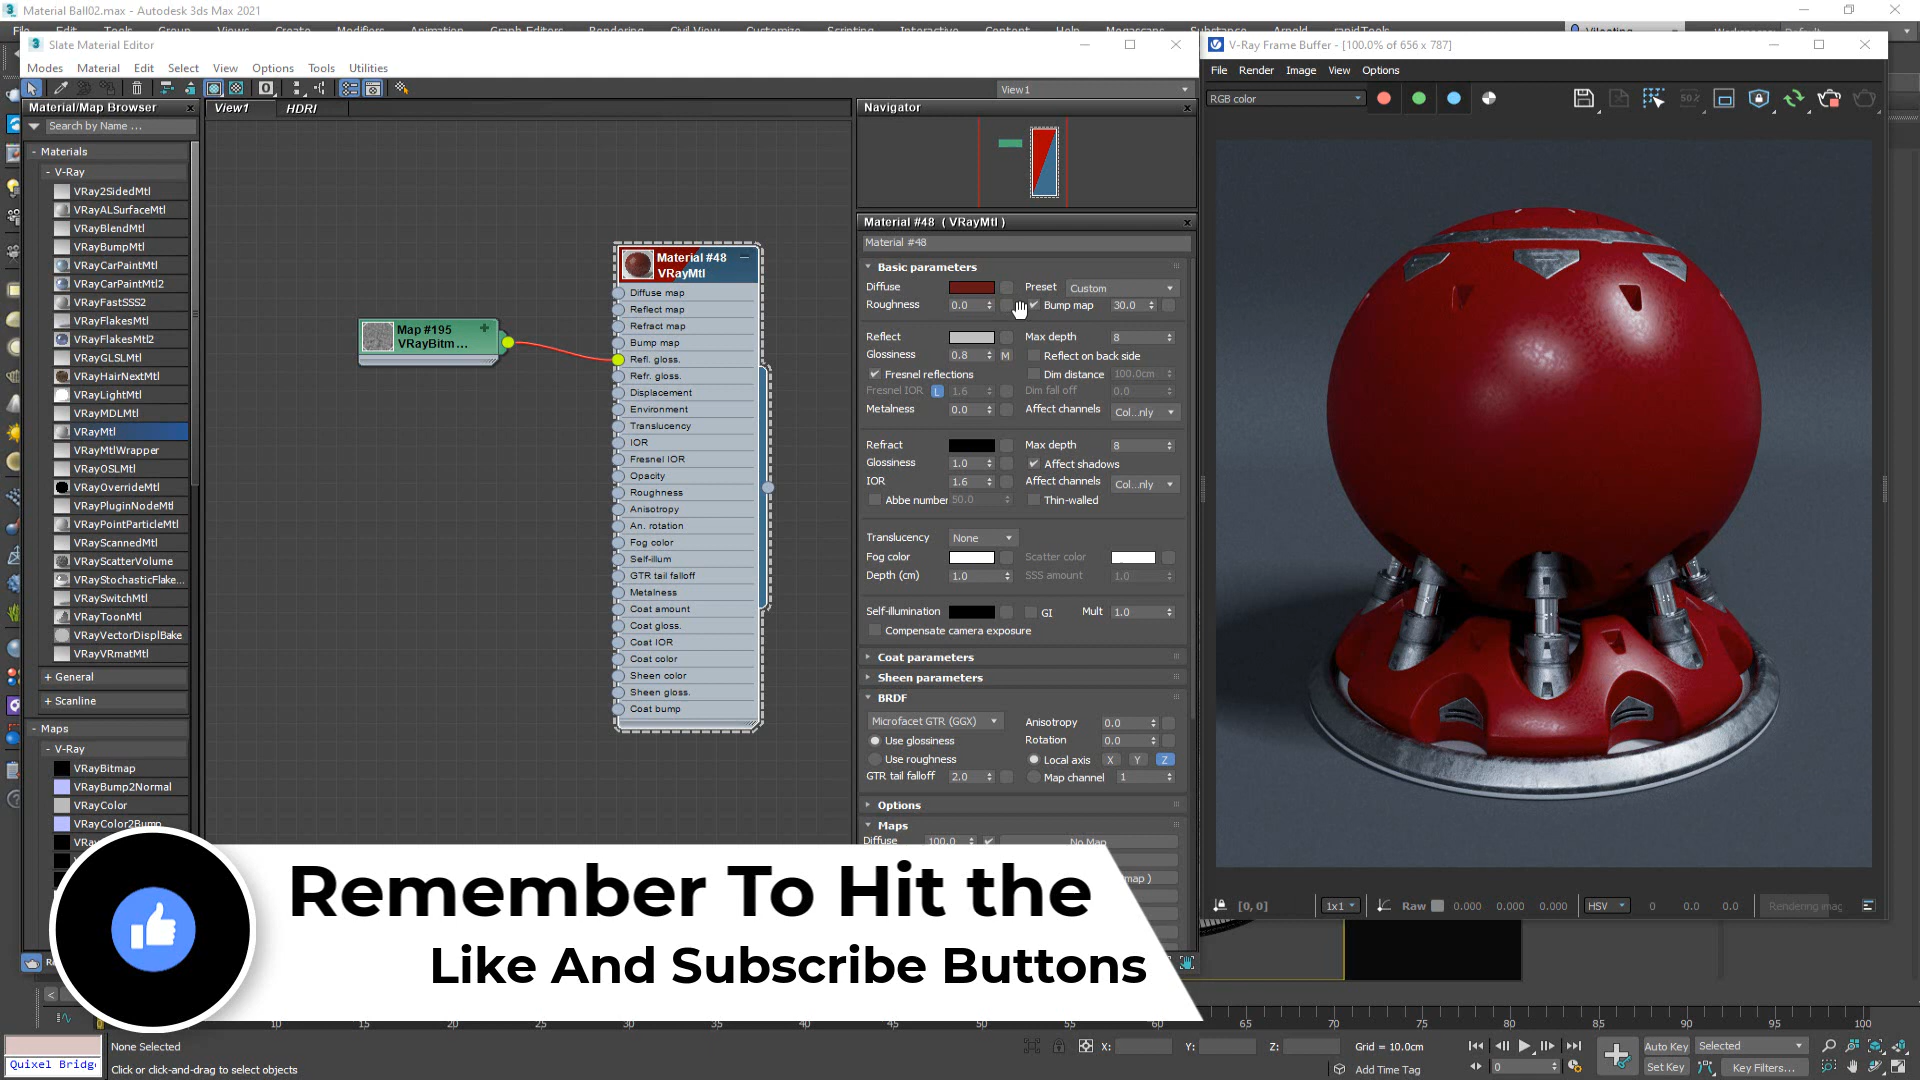 Material Ball02.max - Autodesk 3ds Max 2021
Slate Material Editor
Modes Material Edit Select View Options Tools Utilities
View1
Material/Map Browser
Search by Name ...
- Materials
- V-Ray
VRay2SidedMtl
VRayALSurfaceMtl
VRayBlendMtl
VRayBumpMtl
VRayCarPaintMtl
VRayCarPaintMtl2
VRayFastSSS2
VRayFlakesMtl
VRayFlakesMtl2
VRayGLSLMtl
VRayHairNextMtl
VRayLightMtl
VRayMDLMtl
VRayMtl
VRayMtlWrapper
VRayOSLMtl
VRayOverrideMtl
VRayPluginNodeMtl
VRayPointParticleMtl
VRayScannedMtl
VRayScatterVolume
VRayStochasticFlake...
VRaySwitchMtl
VRayToonMtl
VRayVectorDisplBake
VRayVRmatMtl
+ General
+ Scanline
- Maps
- V-Ray
VRayBitmap
VRayBump2Normal
VRayColor
VRayColor2Bump
View1 HDRI
Map #195
VRayBitm...
Material #48
VRayMtl
Diffuse map
Reflect map
Refract map
Bump map
Refl. gloss.
Refr. gloss.
Displacement
Environment
Translucency
IOR
Fresnel IOR
Opacity
Roughness
Anisotropy
An. rotation
Fog color
Self-illum
GTR tail falloff
Metalness
Coat amount
Coat gloss.
Coat IOR
Coat color
Sheen color
Sheen gloss.
Coat bump
Navigator
Material #48 ( VRayMtl )
Material #48
Basic parameters
Diffuse Preset Custom
Roughness 0.0 Bump map 30.0
Reflect Max depth 8
Glossiness 0.8 M Reflect on back side
Fresnel reflections Dim distance 100.0cm
Fresnel IOR L 1.6 Dim fall off 0.0
Metalness 0.0 Affect channels Col...nly
Refract Max depth 8
Glossiness 1.0 Affect shadows
IOR 1.6 Affect channels Col...nly
Abbe number 50.0 Thin-walled
Translucency None
Fog color Scatter color
Depth (cm) 1.0 SSS amount 1.0
Self-illumination GI Mult 1.0
Compensate camera exposure
Coat parameters
Sheen parameters
BRDF
Microfacet GTR (GGX) Anisotropy 0.0
Use glossiness Rotation 0.0
Use roughness Local axis X Y Z
GTR tail falloff 2.0 Map channel 1
Options
Maps
Diffuse 100.0 No Map
V-Ray Frame Buffer - [100.0% of 656 x 787]
File Render Image View Options
RGB color
[0, 0] 1x1 Raw 0.000 0.000 0.000 HSV 0 0.0 0.0
Remember To Hit the
Like And Subscribe Buttons
10 15 20 25 30 35 40 45 50 55 60 65 70 75 80 85 90 95 100
None Selected X: Y: Z: Grid = 10.0cm Auto Key Selected
Quixel Bridg Click or click-and-drag to select objects Add Time Tag 0 Set Key Key Filters...